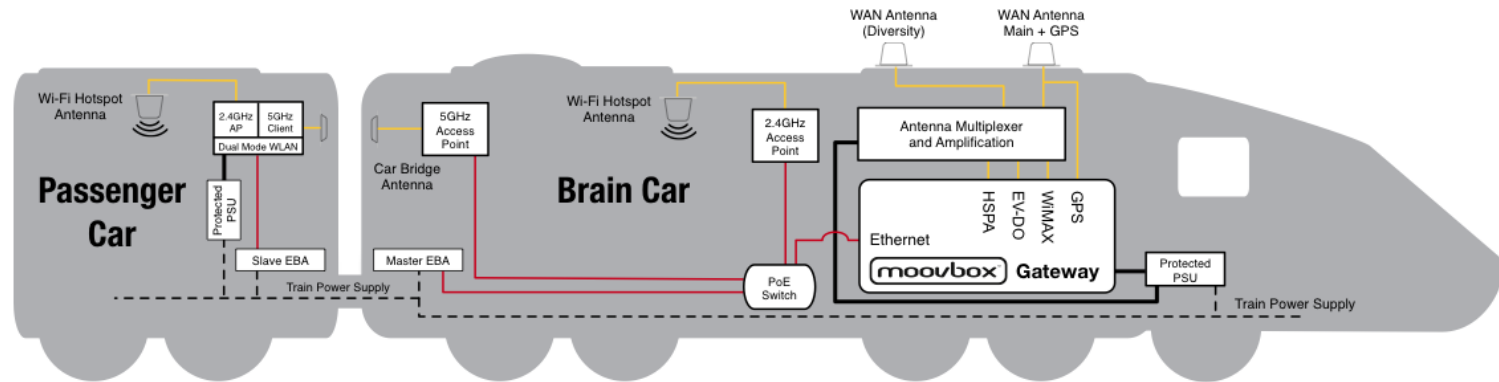 WAN Antenna
(Diversity)
WAN Antenna
Main + GPS
Wi-Fi Hotspot
Antenna
2.4GHz
AP
5GHz
Client
Dual Mode WLAN
Passenger
Car
Protected
PSU
Slave EBA
5GHz
Access
Point
Car Bridge
Antenna
Master EBA
Train Power Supply
Wi-Fi Hotspot
Antenna
2.4GHz
Access
Point
Brain Car
PoE
Switch
Antenna Multiplexer
and Amplification
HSPA
EV-DO
WiMAX
GPS
Ethernet
moovbox Gateway
Protected
PSU
Train Power Supply